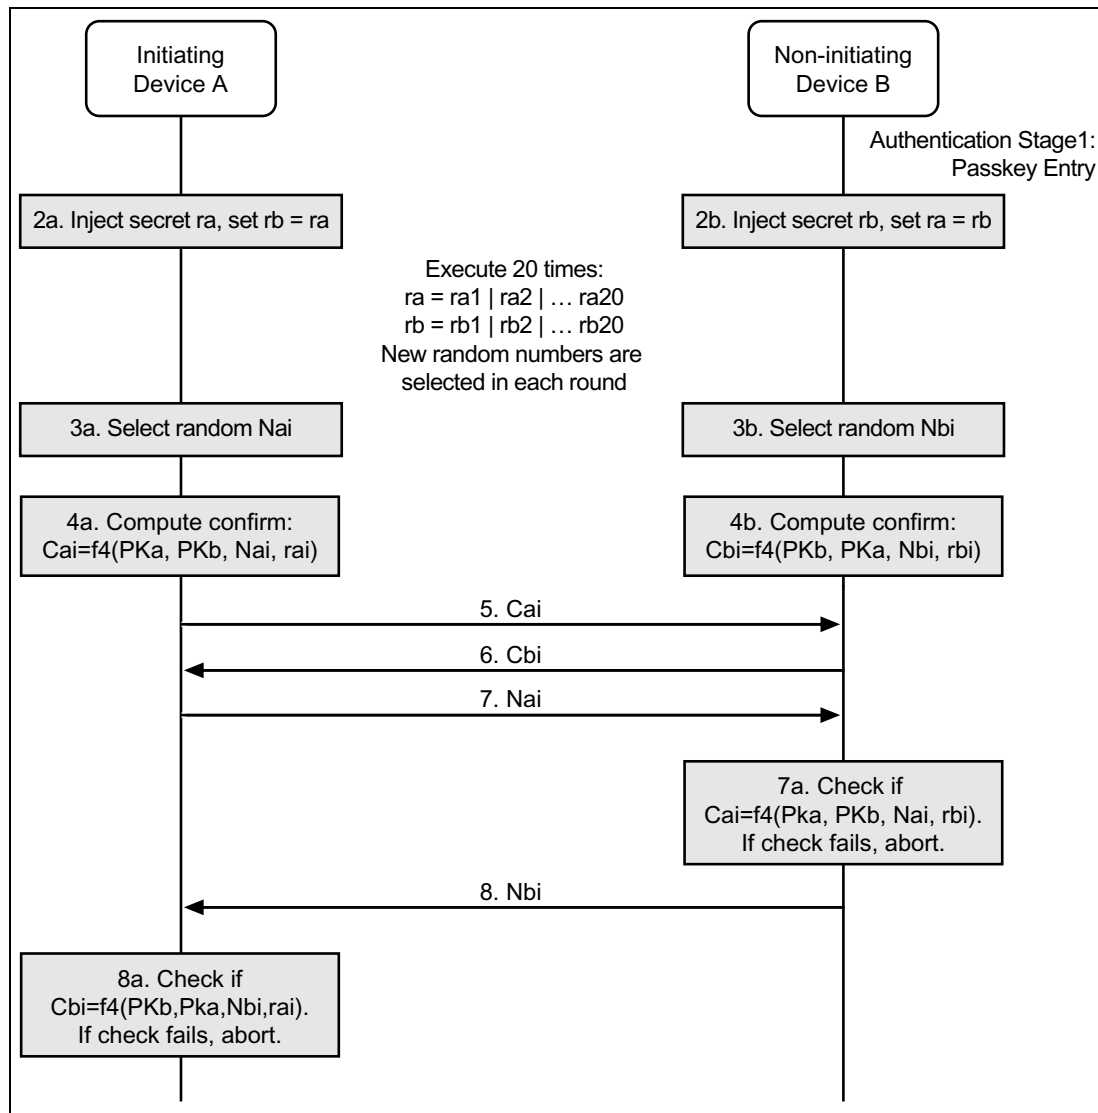 Initiating
Device A
Non-initiating
Device B
Authentication Stage1:
Passkey Entry
2a. Inject secret ra, set rb = ra
2b. Inject secret rb, set ra = rb
Execute 20 times:
ra = ra1 | ra2 | … ra20
rb = rb1 | rb2 | … rb20
New random numbers are
selected in each round
3a. Select random Nai
3b. Select random Nbi
4a. Compute confirm:
Cai=f4(PKa, PKb, Nai, rai)
4b. Compute confirm:
Cbi=f4(PKb, PKa, Nbi, rbi)
5. Cai
6. Cbi
7. Nai
7a. Check if
Cai=f4(Pka, PKb, Nai, rbi).
If check fails, abort.
8. Nbi
8a. Check if
Cbi=f4(PKb,Pka,Nbi,rai).
If check fails, abort.